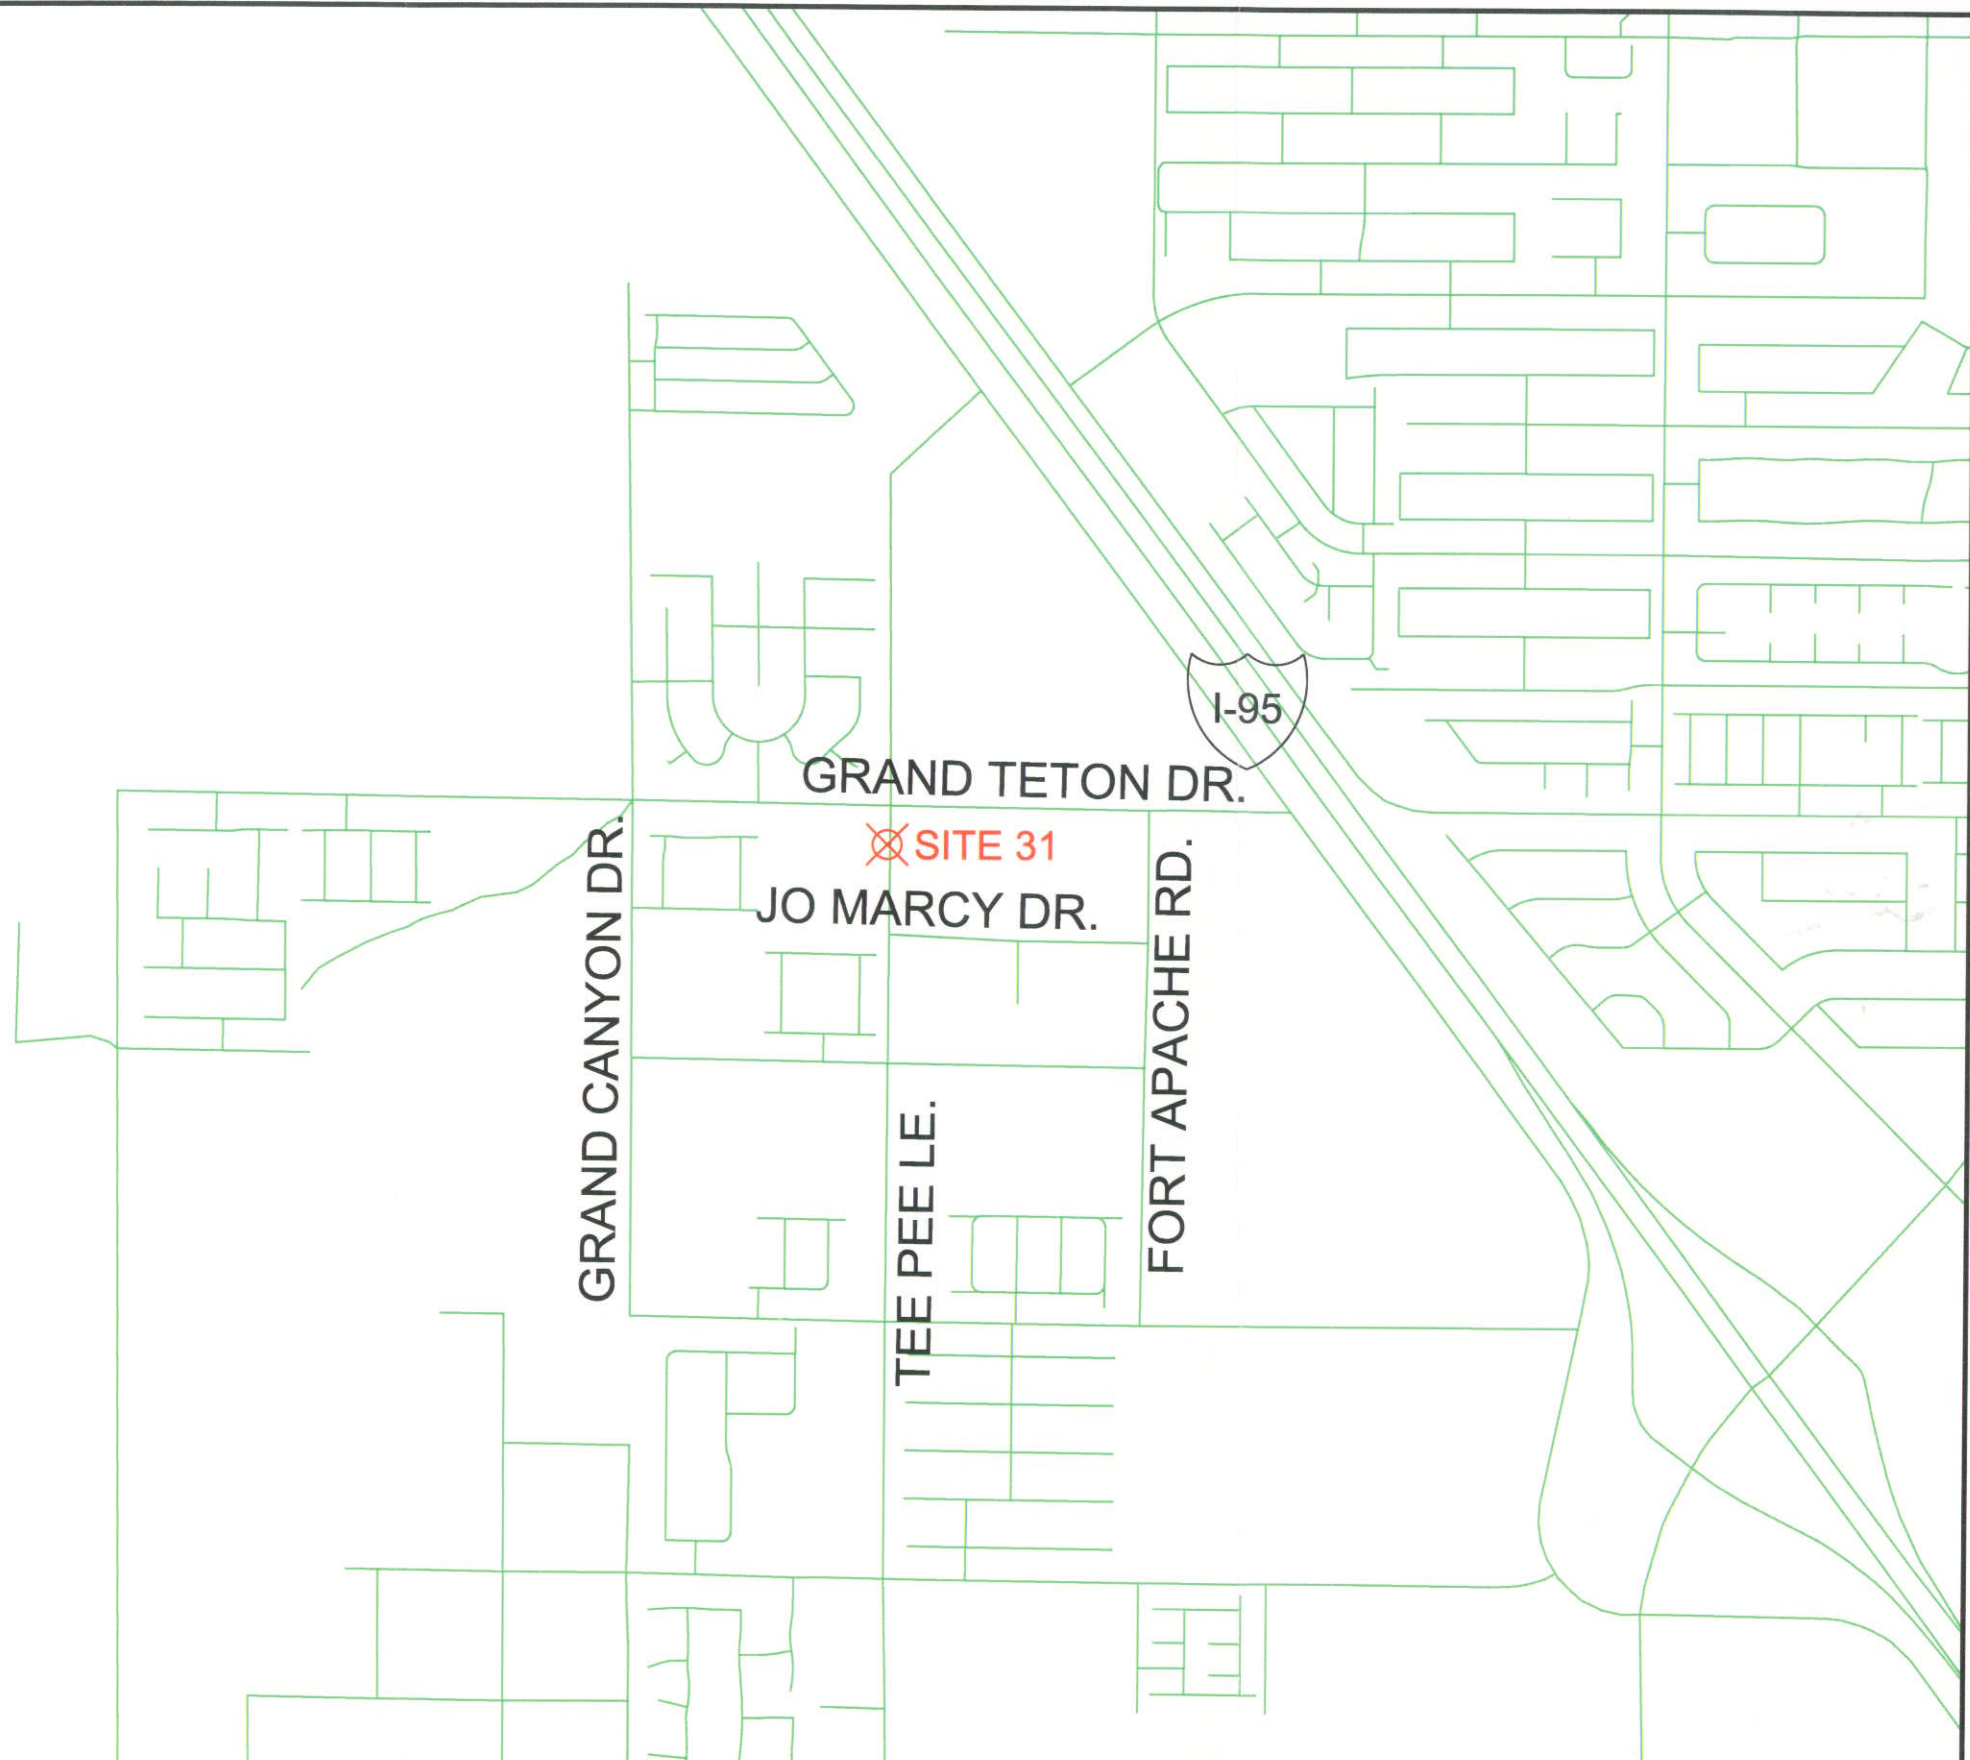 I-95
GRAND TETON DR.
SITE 31
JO MARCY DR.
GRAND CANYON DR.
FORT APACHE RD.
TEE PEE LE.